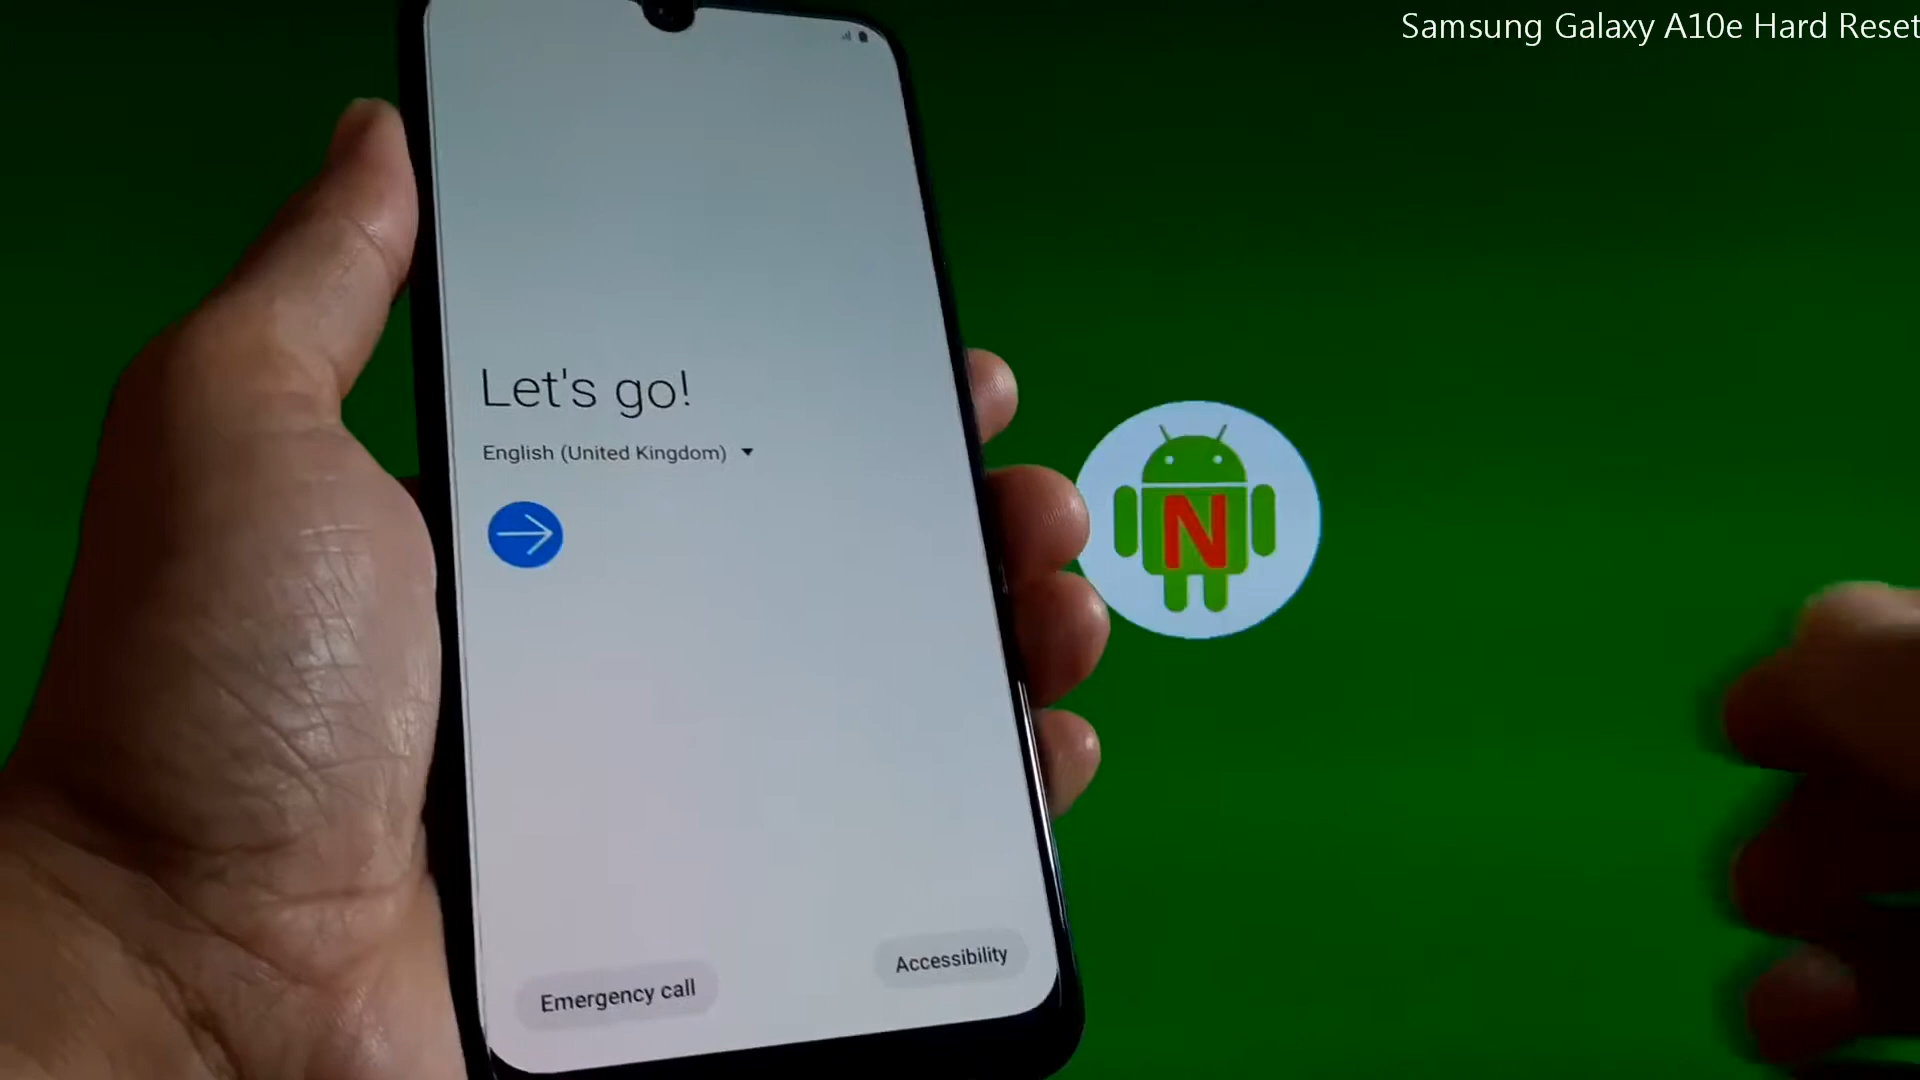 Samsung Galaxy A10e Hard Reset
Let's go!
English (United Kingdom)
N
Emergency call
Accessibility